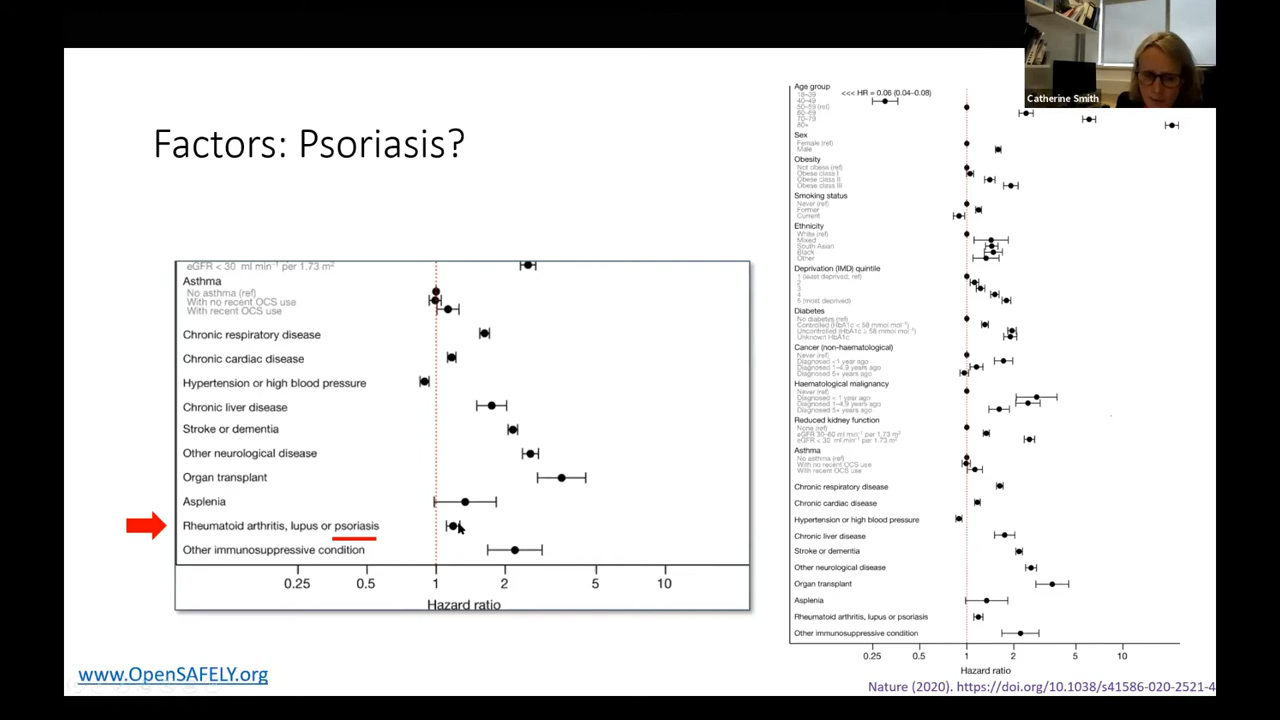 Catherine Smith
Factors: Psoriasis?
eGFR < 30 ml min⁻¹ per 1.73 m²
Asthma
No asthma (ref)
With no recent OCS use
With recent OCS use
Chronic respiratory disease
Chronic cardiac disease
Hypertension or high blood pressure
Chronic liver disease
Stroke or dementia
Other neurological disease
Organ transplant
Asplenia
Rheumatoid arthritis, lupus or psoriasis
Other immunosuppressive condition
0.25 0.5 1 2 5 10
Hazard ratio
www.OpenSAFELY.org
Age group
<<< HR = 0.06 (0.04–0.08)
18–39
40–49
50–59 (ref)
60–69
70–79
80+
Sex
Female (ref)
Male
Obesity
Not obese (ref)
Obese class I
Obese class II
Obese class III
Smoking status
Never (ref)
Former
Current
Ethnicity
White (ref)
Mixed
South Asian
Black
Other
Deprivation (IMD) quintile
1 (least deprived, ref)
2
3
4
5 (most deprived)
Diabetes
No diabetes (ref)
Controlled (HbA1c < 58 mmol mol⁻¹)
Uncontrolled (HbA1c ≥ 58 mmol mol⁻¹)
Unknown HbA1c
Cancer (non-haematological)
Never (ref)
Diagnosed <1 year ago
Diagnosed 1–4.9 years ago
Diagnosed 5+ years ago
Haematological malignancy
Never (ref)
Diagnosed < 1 year ago
Diagnosed 1–4.9 years ago
Diagnosed 5+ years ago
Reduced kidney function
None (ref)
eGFR 30–60 ml min⁻¹ per 1.73 m²
eGFR < 30 ml min⁻¹ per 1.73 m²
Asthma
No asthma (ref)
With no recent OCS use
With recent OCS use
Chronic respiratory disease
Chronic cardiac disease
Hypertension or high blood pressure
Chronic liver disease
Stroke or dementia
Other neurological disease
Organ transplant
Asplenia
Rheumatoid arthritis, lupus or psoriasis
Other immunosuppressive condition
0.25 0.5 1 2 5 10
Hazard ratio
Nature (2020). https://doi.org/10.1038/s41586-020-2521-4